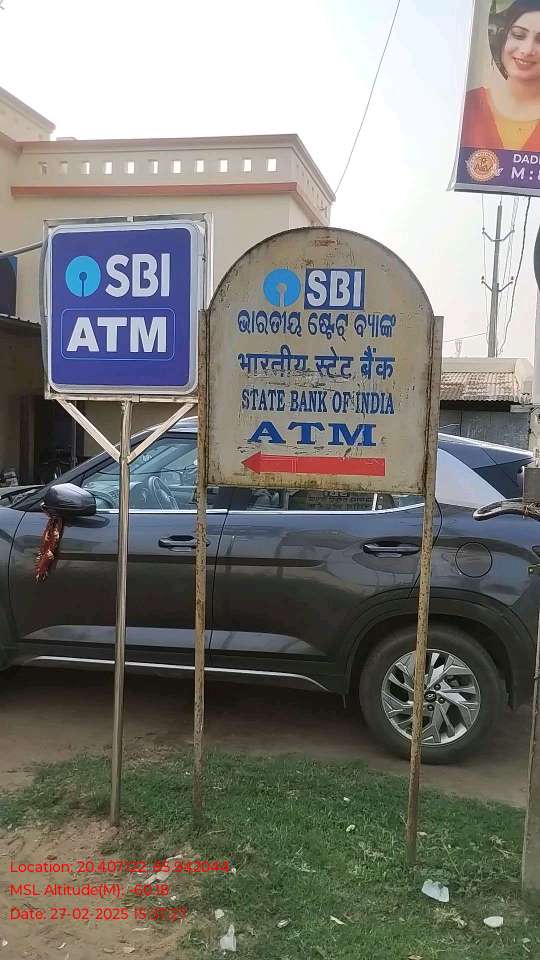 SBI
ATM
SBI
ଭାରତୀୟ ଷ୍ଟେଟ୍ ବ୍ୟାଙ୍କ
भारतीय स्टेट बैंक
STATE BANK OF INDIA
ATM
DAD
M:
Location: 20.407122, 85.342044
MSL Altitude(M): -60.18
Date: 27-02-2025 15:37:27